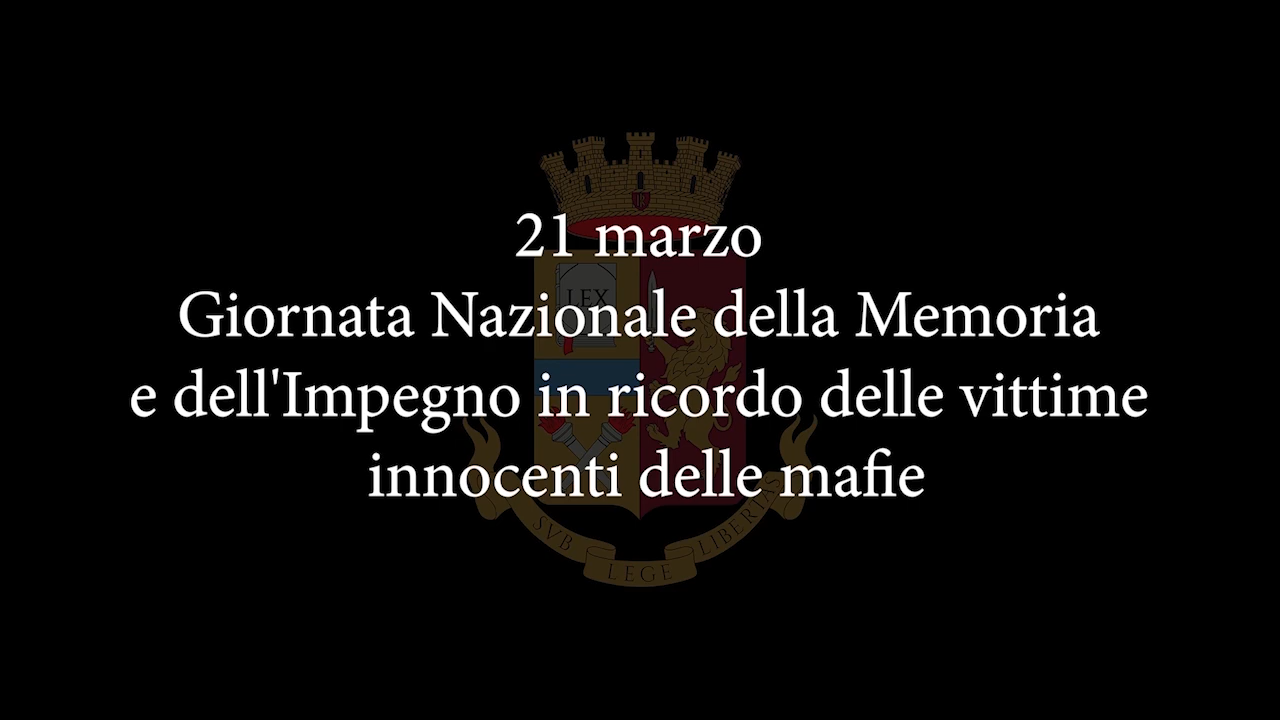 21 marzo
Giornata Nazionale della Memoria
e dell'Impegno in ricordo delle vittime
innocenti delle mafie
LEX
SVB
LEGE
LIBERTAS